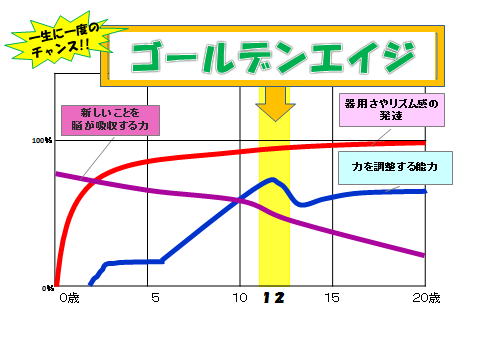 一生に一度の
チャンス!!
ゴールデンエイジ
新しいことを
脳が吸収する力
器用さやリズム感の
発達
力を調整する能力
100%
0%
0歳
5
10
12
15
20歳